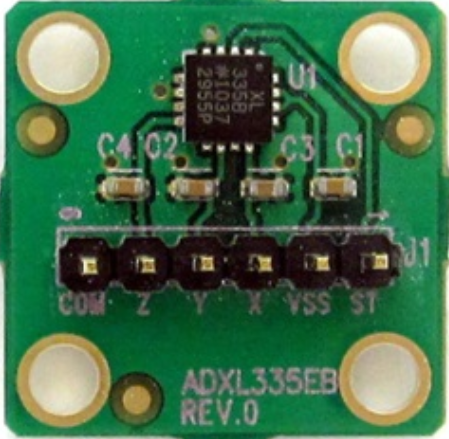 XL
335B
#1037
2955P
U1
C4 C2 C3 C1
J1
COM Z Y X VSS ST
ADXL335EB
REV.0